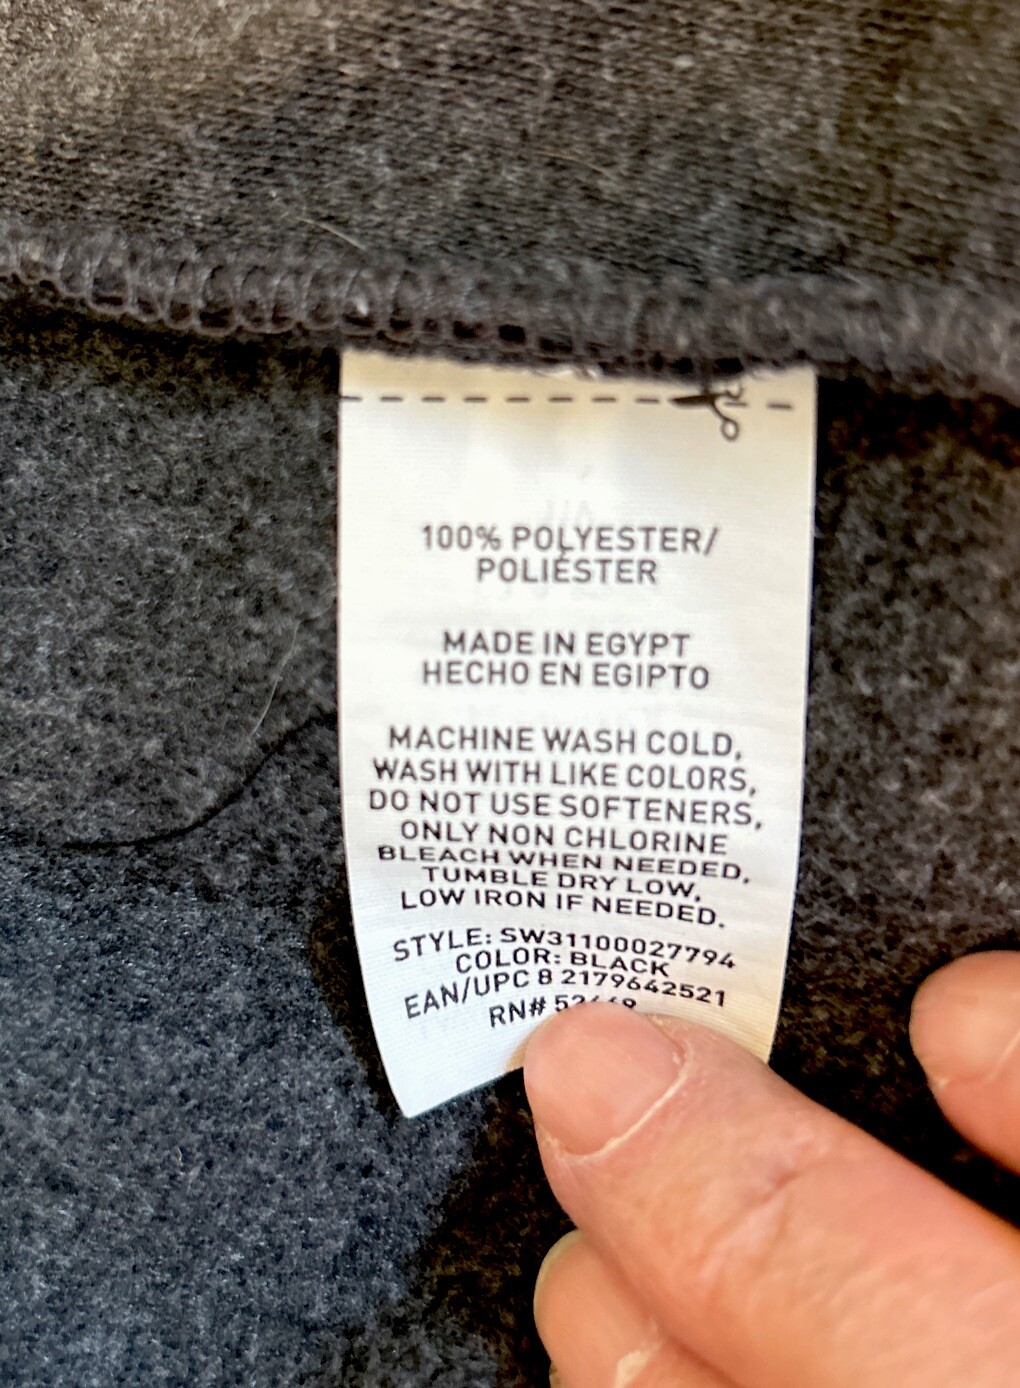 100% POLYESTER/
POLIÉSTER
MADE IN EGYPT
HECHO EN EGIPTO
MACHINE WASH COLD,
WASH WITH LIKE COLORS,
DO NOT USE SOFTENERS,
ONLY NON CHLORINE
BLEACH WHEN NEEDED,
TUMBLE DRY LOW,
LOW IRON IF NEEDED.
STYLE: SW31100027794
COLOR: BLACK
EAN/UPC 8 2179642521
RN#